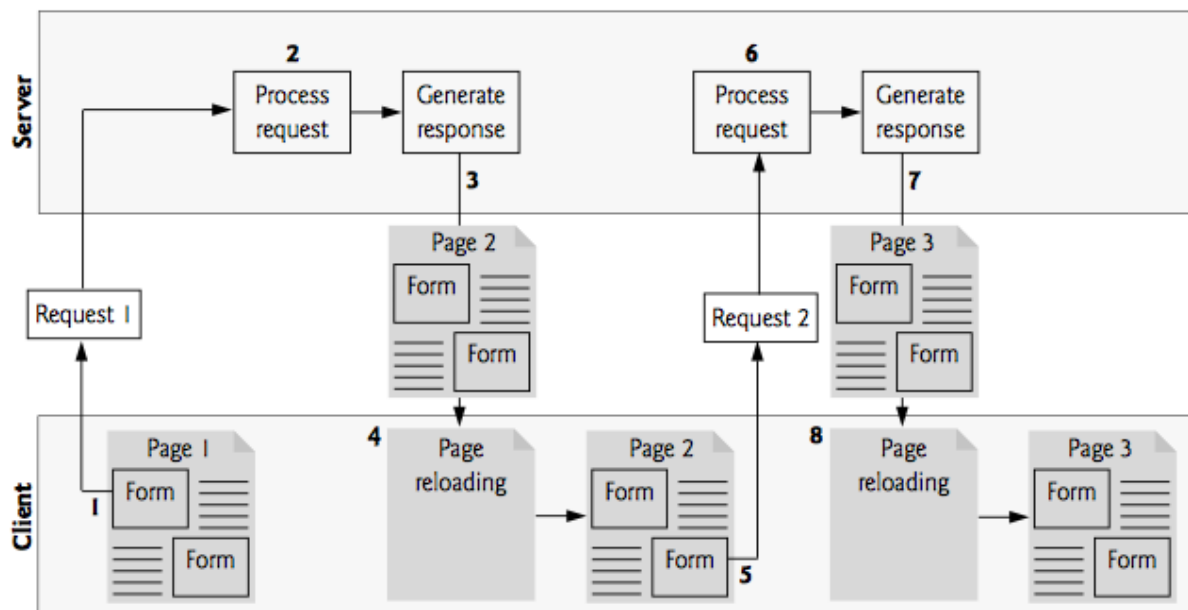 Server
2
Process
request
Generate
response
3
6
Process
request
Generate
response
7
Request 1
Page 2
Form
Form
Request 2
Page 3
Form
Form
Client
Page 1
1
Form
Form
4
Page
reloading
Page 2
Form
Form
5
8
Page
reloading
Page 3
Form
Form